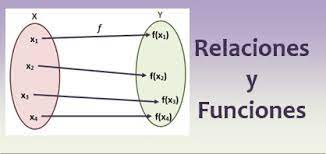 X
Y
f
x₁
f(x₁)
x₂
f(x₂)
x₃
f(x₃)
x₄
f(x₄)
Relaciones
y
Funciones